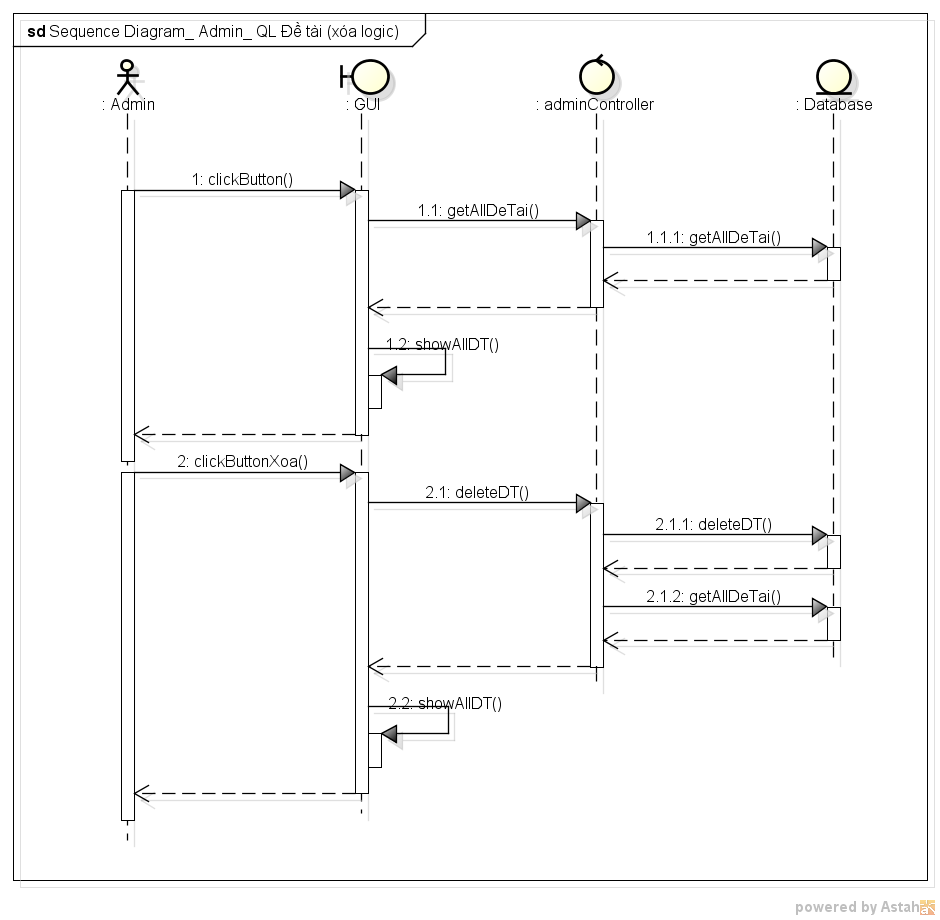 sd Sequence Diagram_ Admin_ QL Đề tài (xóa logic)
: Admin
: GUI
: adminController
: Database
1: clickButton()
1.1: getAllDeTai()
1.1.1: getAllDeTai()
1.2: showAllDT()
2: clickButtonXoa()
2.1: deleteDT()
2.1.1: deleteDT()
2.1.2: getAllDeTai()
2.2: showAllDT()
powered by Astah